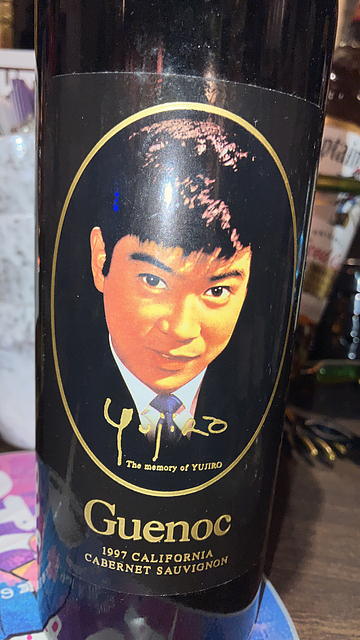 Yujiro
The memory of YUJIRO
Guenoc
1997 CALIFORNIA
CABERNET SAUVIGNON